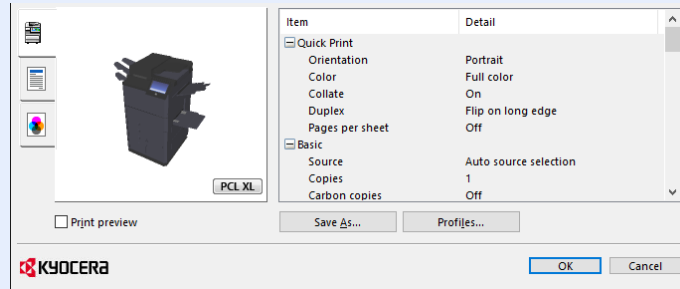 Item Detail
Quick Print
Orientation Portrait
Color Full color
Collate On
Duplex Flip on long edge
Pages per sheet Off
Basic
Source Auto source selection
Copies 1
Carbon copies Off
PCL XL
Print preview Save As... Profiles...
KYOCERA OK Cancel